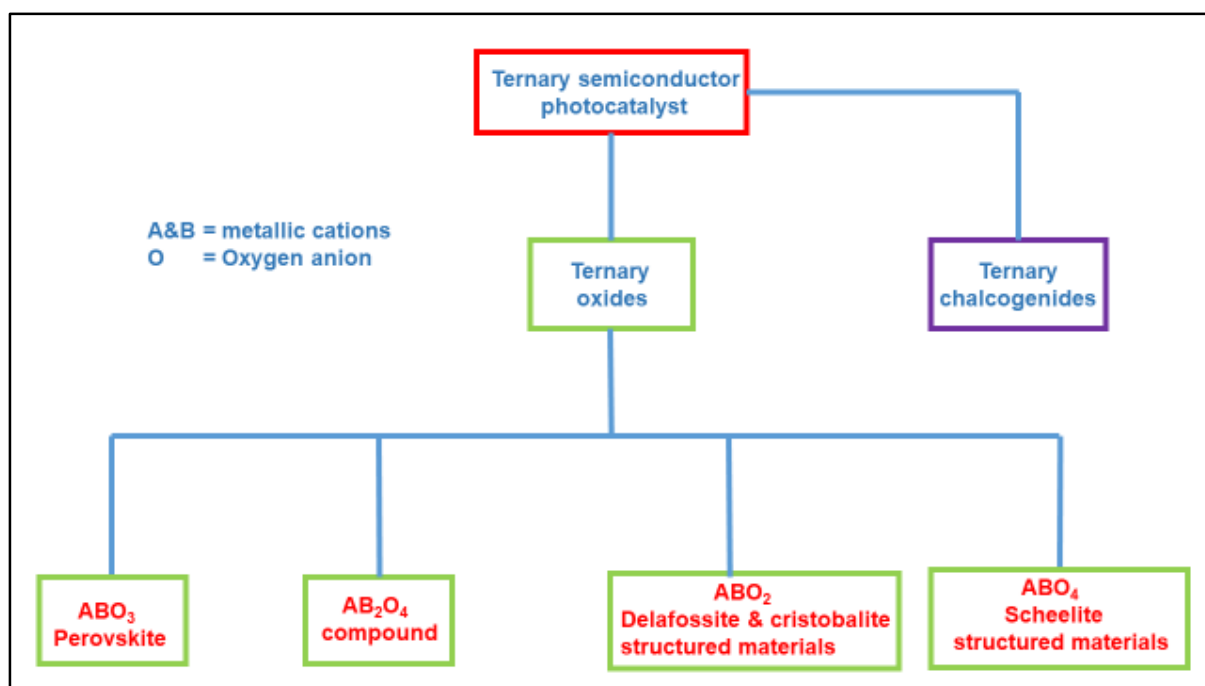 Ternary semiconductor
photocatalyst
A&B = metallic cations
O = Oxygen anion
Ternary
oxides
Ternary
chalcogenides
ABO₃
Perovskite
AB₂O₄
compound
ABO₂
Delafossite & cristobalite
structured materials
ABO₄
Scheelite
structured materials